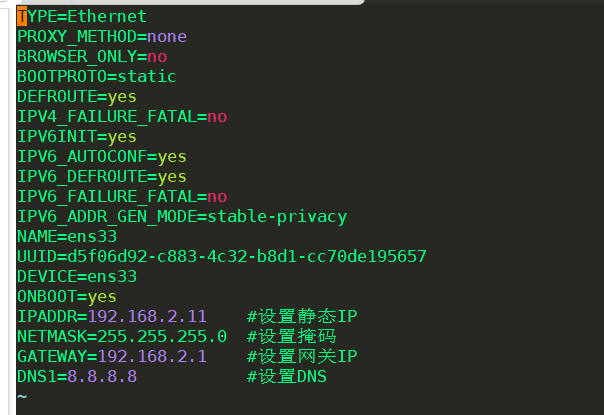 TYPE=Ethernet
PROXY_METHOD=none
BROWSER_ONLY=no
BOOTPROTO=static
DEFROUTE=yes
IPV4_FAILURE_FATAL=no
IPV6INIT=yes
IPV6_AUTOCONF=yes
IPV6_DEFROUTE=yes
IPV6_FAILURE_FATAL=no
IPV6_ADDR_GEN_MODE=stable-privacy
NAME=ens33
UUID=d5f06d92-c883-4c32-b8d1-cc70de195657
DEVICE=ens33
ONBOOT=yes
IPADDR=192.168.2.11    #设置静态IP
NETMASK=255.255.255.0  #设置掩码
GATEWAY=192.168.2.1    #设置网关IP
DNS1=8.8.8.8           #设置DNS
~